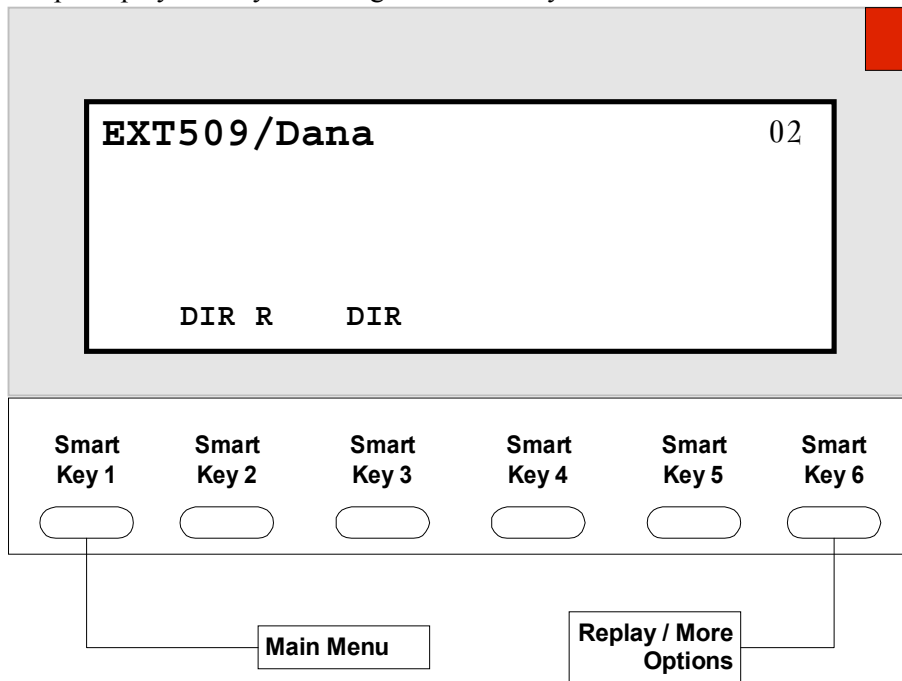 EXT509/Dana 02
DIR R DIR
Smart Smart Smart Smart Smart Smart
Key 1 Key 2 Key 3 Key 4 Key 5 Key 6
Main Menu
Replay / More
Options